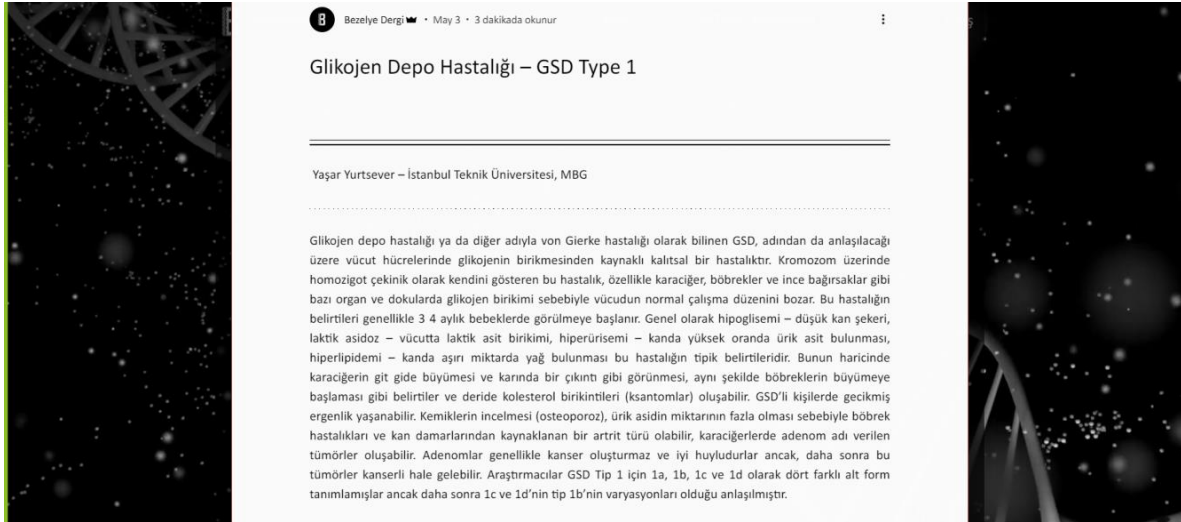 B Bezelye Dergi • May 3 • 3 dakikada okunur
Glikojen Depo Hastalığı – GSD Type 1
Yaşar Yurtsever – İstanbul Teknik Üniversitesi, MBG
Glikojen depo hastalığı ya da diğer adıyla von Gierke hastalığı olarak bilinen GSD, adından da anlaşılacağı
üzere vücut hücrelerinde glikojenin birikmesinden kaynaklı kalıtsal bir hastalıktır. Kromozom üzerinde
homozigot çekinik olarak kendini gösteren bu hastalık, özellikle karaciğer, böbrekler ve ince bağırsaklar gibi
bazı organ ve dokularda glikojen birikimi sebebiyle vücudun normal çalışma düzenini bozar. Bu hastalığın
belirtileri genellikle 3 4 aylık bebeklerde görülmeye başlanır. Genel olarak hipoglisemi – düşük kan şekeri,
laktik asidoz – vücutta laktik asit birikimi, hiperürisemi – kanda yüksek oranda ürik asit bulunması,
hiperlipidemi – kanda aşırı miktarda yağ bulunması bu hastalığın tipik belirtileridir. Bunun haricinde
karaciğerin git gide büyümesi ve karında bir çıkıntı gibi görünmesi, aynı şekilde böbreklerin büyümeye
başlaması gibi belirtiler ve deride kolesterol birikintileri (ksantomlar) oluşabilir. GSD'li kişilerde gecikmiş
ergenlik yaşanabilir. Kemiklerin incelmesi (osteoporoz), ürik asidin miktarının fazla olması sebebiyle böbrek
hastalıkları ve kan damarlarından kaynaklanan bir artrit türü olabilir, karaciğerlerde adenom adı verilen
tümörler oluşabilir. Adenomlar genellikle kanser oluşturmaz ve iyi huyludurlar ancak, daha sonra bu
tümörler kanserli hale gelebilir. Araştırmacılar GSD Tip 1 için 1a, 1b, 1c ve 1d olarak dört farklı alt form
tanımlamışlar ancak daha sonra 1c ve 1d'nin tip 1b'nin varyasyonları olduğu anlaşılmıştır.